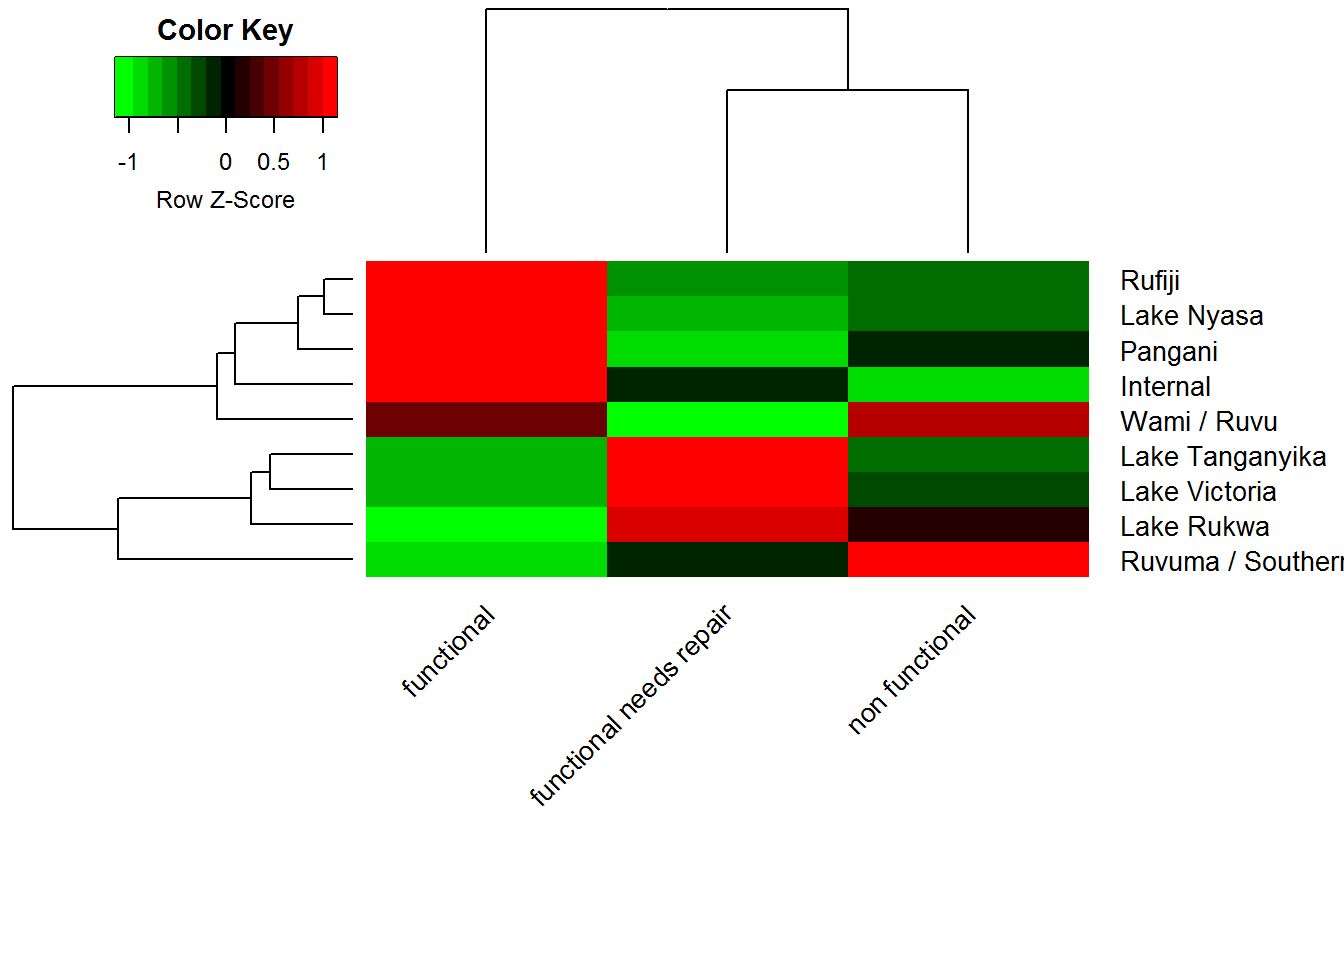 Color Key
-1 0 0.5 1
Row Z-Score
Rufiji
Lake Nyasa
Pangani
Internal
Wami / Ruvu
Lake Tanganyika
Lake Victoria
Lake Rukwa
Ruvuma / Southern
functional
functional needs repair
non functional